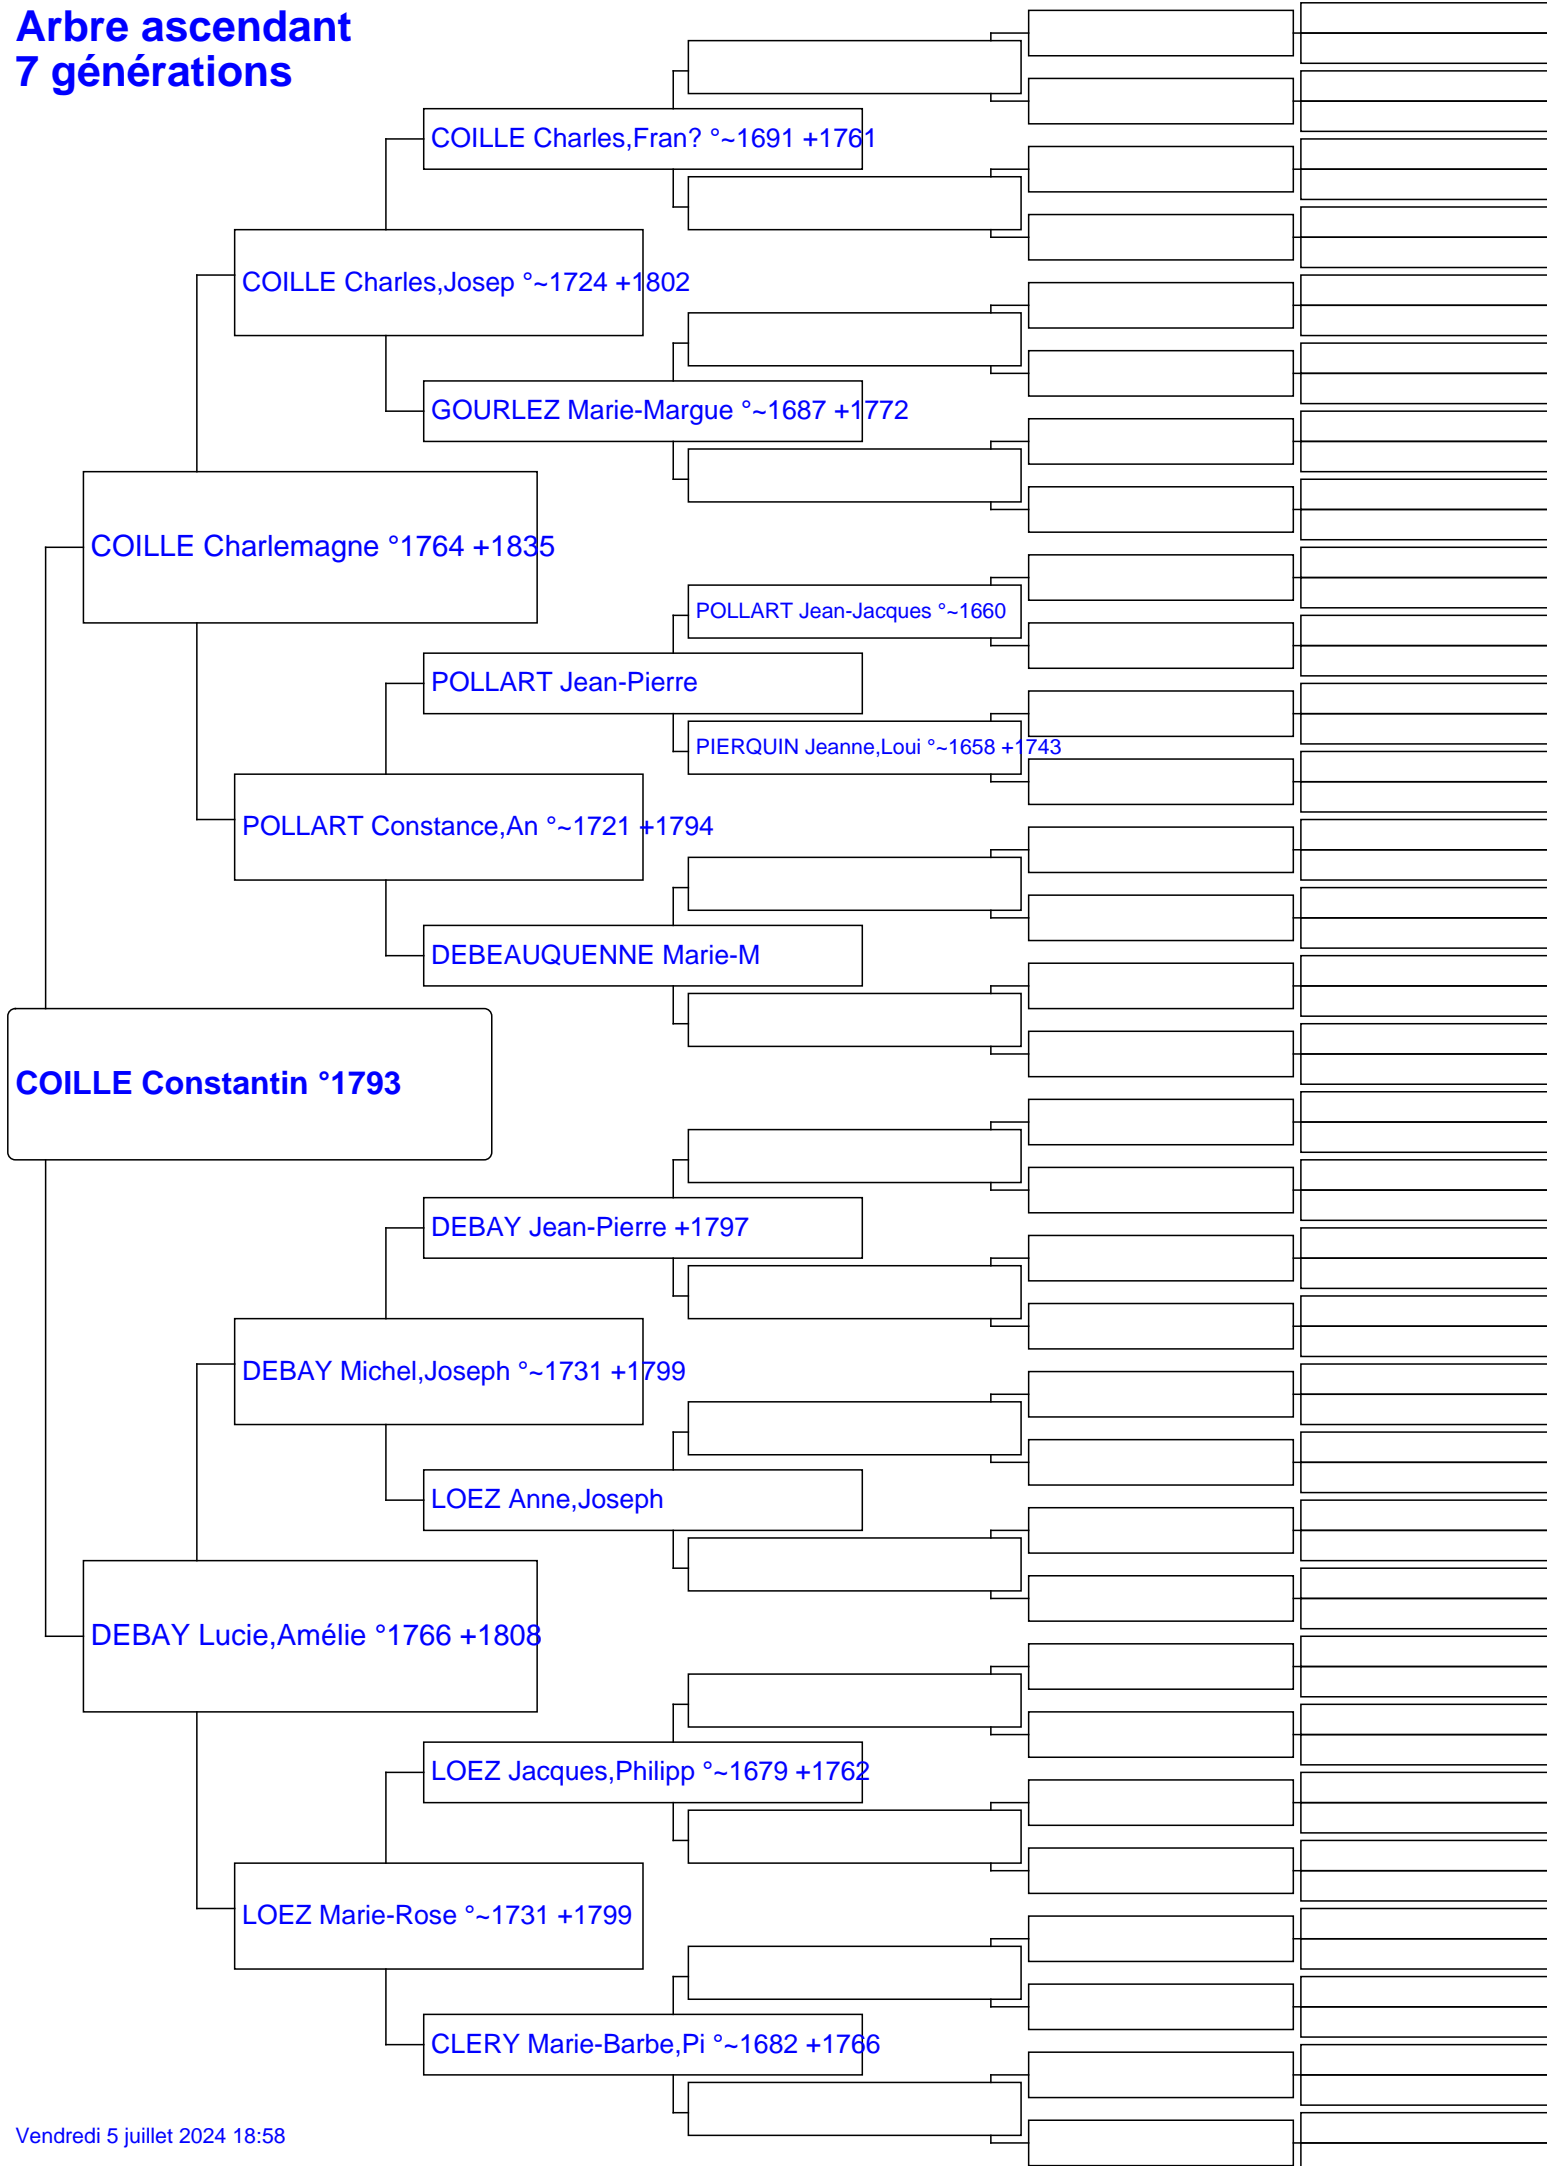 Arbre ascendant
7 générations
COILLE Charles,Fran? °~1691 +1761
COILLE Charles,Josep °~1724 +1802
GOURLEZ Marie-Margue °~1687 +1772
COILLE Charlemagne °1764 +1835
POLLART Jean-Jacques °~1660
POLLART Jean-Pierre
PIERQUIN Jeanne,Loui °~1658 +1743
POLLART Constance,An °~1721 +1794
DEBEAUQUENNE Marie-M
COILLE Constantin °1793
DEBAY Jean-Pierre +1797
DEBAY Michel,Joseph °~1731 +1799
LOEZ Anne,Joseph
DEBAY Lucie,Amélie °1766 +1808
LOEZ Jacques,Philipp °~1679 +1762
LOEZ Marie-Rose °~1731 +1799
CLERY Marie-Barbe,Pi °~1682 +1766
Vendredi 5 juillet 2024 18:58